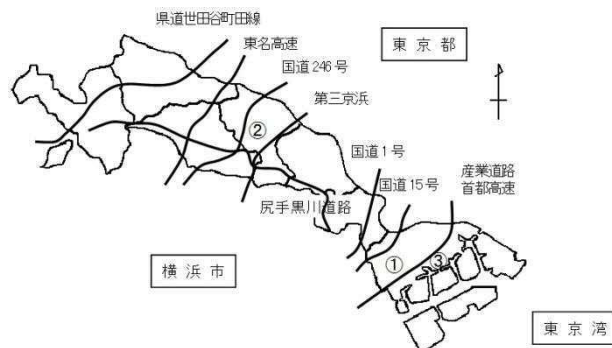 県道世田谷町田線
東名高速
東京都
国道246号
第三京浜
②
国道1号
国道15号
産業道路
首都高速
尻手黒川道路
①
③
横浜市
東京湾